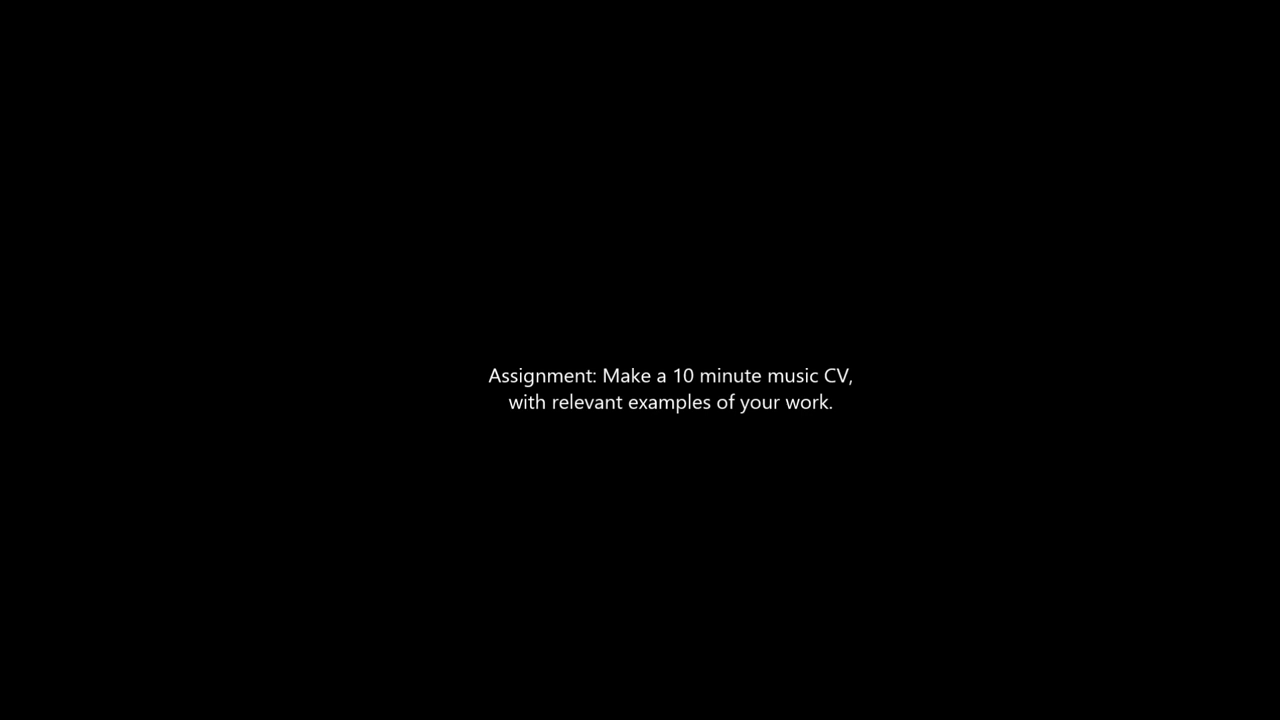 Assignment: Make a 10 minute music CV,
with relevant examples of your work.